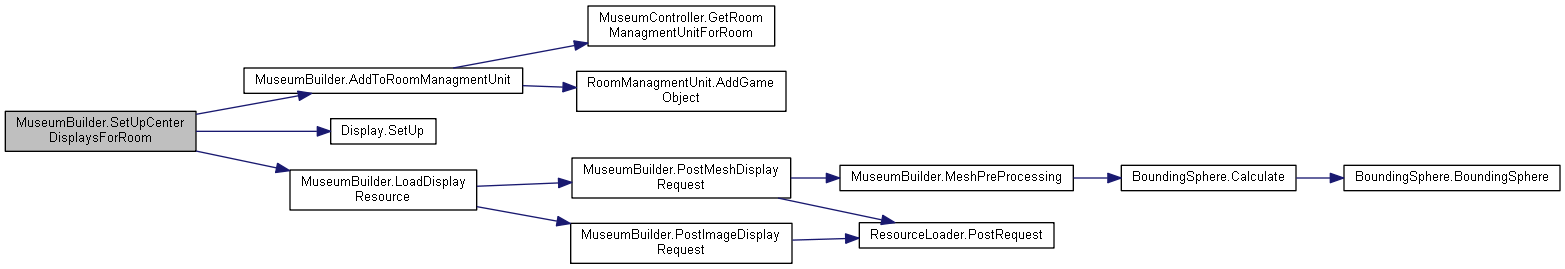 MuseumBuilder.SetUpCenter
DisplaysForRoom
MuseumBuilder.AddToRoomManagmentUnit
MuseumController.GetRoom
ManagmentUnitForRoom
RoomManagmentUnit.AddGame
Object
Display.SetUp
MuseumBuilder.LoadDisplay
Resource
MuseumBuilder.PostMeshDisplay
Request
MuseumBuilder.MeshPreProcessing
BoundingSphere.Calculate
BoundingSphere.BoundingSphere
MuseumBuilder.PostImageDisplay
Request
ResourceLoader.PostRequest